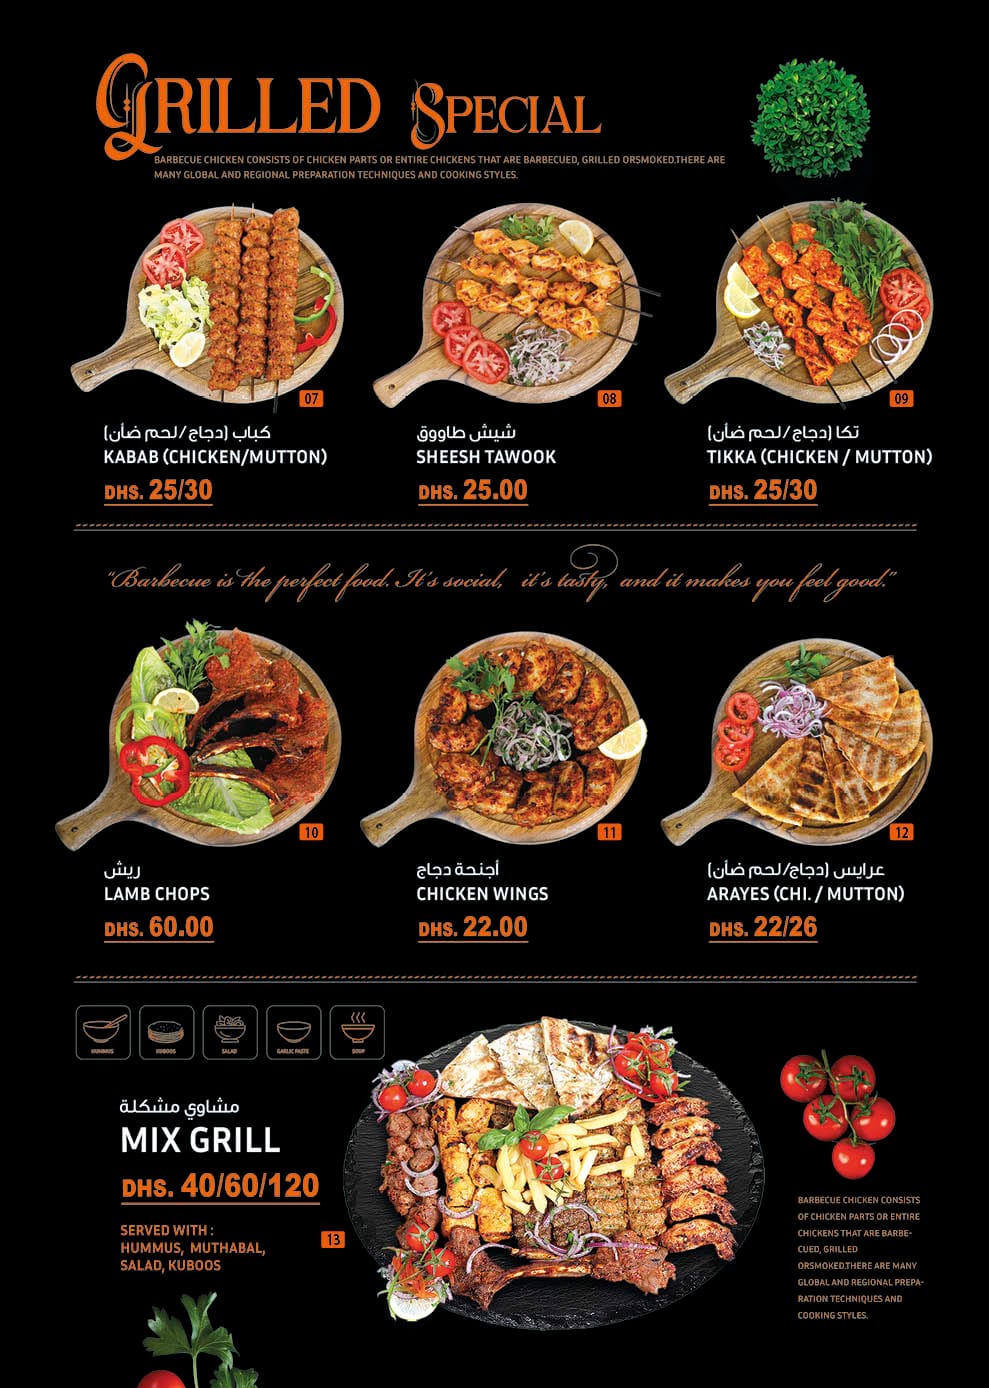 GRILLED SPECIAL
BARBECUE CHICKEN CONSISTS OF CHICKEN PARTS OR ENTIRE CHICKENS THAT ARE BARBECUED, GRILLED ORSMOKED.THERE ARE
MANY GLOBAL AND REGIONAL PREPARATION TECHNIQUES AND COOKING STYLES.
07
كباب (دجاج/لحم ضأن)
KABAB (CHICKEN/MUTTON)
DHS. 25/30
08
شيش طاووق
SHEESH TAWOOK
DHS. 25.00
09
تكا (دجاج/لحم ضأن)
TIKKA (CHICKEN / MUTTON)
DHS. 25/30
“Barbecue is the perfect food. It's social, it's tasty, and it makes you feel good.”
10
ريش
LAMB CHOPS
DHS. 60.00
11
أجنحة دجاج
CHICKEN WINGS
DHS. 22.00
12
عرايس (دجاج/لحم ضأن)
ARAYES (CHI. / MUTTON)
DHS. 22/26
HUMMUS
KUBOOS
SALAD
GARLIC PASTE
SOUP
مشاوي مشكلة
MIX GRILL
DHS. 40/60/120
SERVED WITH :
HUMMUS, MUTHABAL,
SALAD, KUBOOS
13
BARBECUE CHICKEN CONSISTS
OF CHICKEN PARTS OR ENTIRE
CHICKENS THAT ARE BARBE-
CUED, GRILLED
ORSMOKED.THERE ARE MANY
GLOBAL AND REGIONAL PREPA-
RATION TECHNIQUES AND
COOKING STYLES.